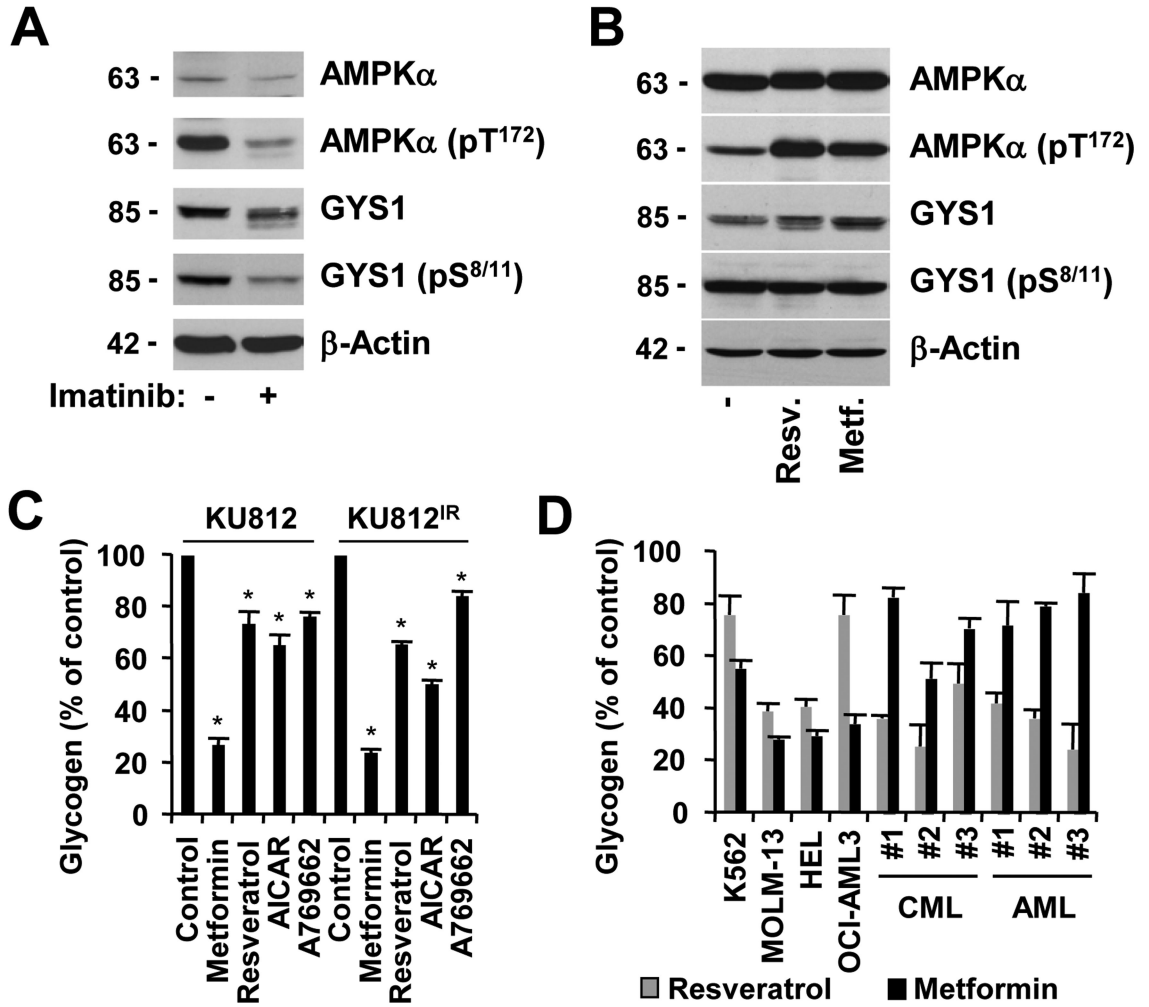 A
63 - AMPKα
63 - AMPKα (pT172)
85 - GYS1
85 - GYS1 (pS8/11)
42 - β-Actin
Imatinib: - +
B
63 - AMPKα
63 - AMPKα (pT172)
85 - GYS1
85 - GYS1 (pS8/11)
42 - β-Actin
-
Resv.
Metf.
C
KU812 KU812IR
Glycogen (% of control)
100
80
60
40
20
0
* * * * * * * *
Control
Metformin
Resveratrol
AICAR
A769662
Control
Metformin
Resveratrol
AICAR
A769662
D
Glycogen (% of control)
100
80
60
40
20
0
K562
MOLM-13
HEL
OCI-AML3
#1
#2
#3
#1
#2
#3
CML AML
Resveratrol Metformin